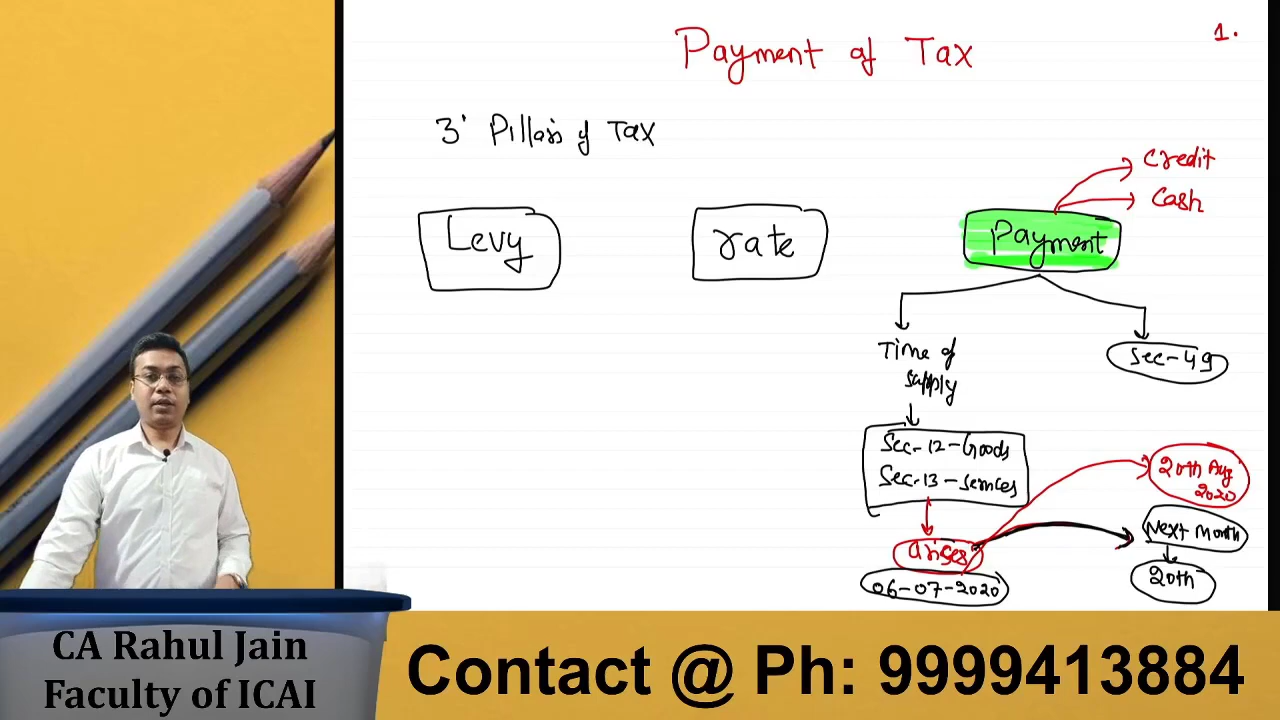 Payment of Tax
1.
3' Pillars of Tax
Credit
Cash
Levy
rate
Payment
Time of
supply
Sec-49
Sec-12-Goods
Sec-13-services
20th Aug
2020
Next Month
arises
20th
06-07-2020
CA Rahul Jain
Faculty of ICAI
Contact @ Ph: 9999413884